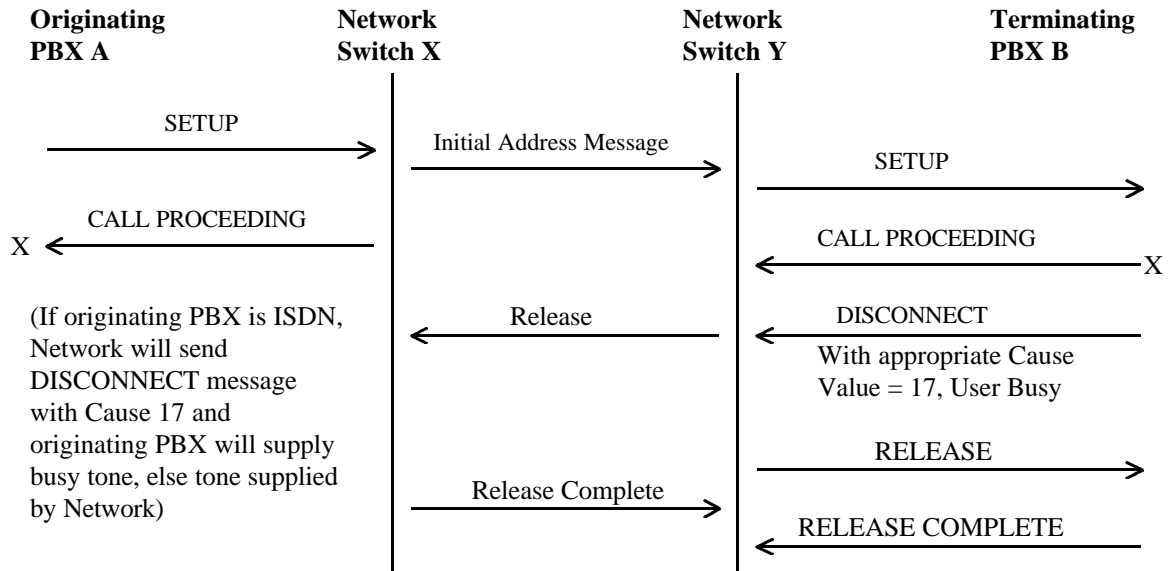 Originating
PBX A
Network
Switch X
Network
Switch Y
Terminating
PBX B
SETUP
Initial Address Message
SETUP
CALL PROCEEDING
X
CALL PROCEEDING
X
(If originating PBX is ISDN,
Network will send
DISCONNECT message
with Cause 17 and
originating PBX will supply
busy tone, else tone supplied
by Network)
Release
DISCONNECT
With appropriate Cause
Value = 17, User Busy
RELEASE
Release Complete
RELEASE COMPLETE